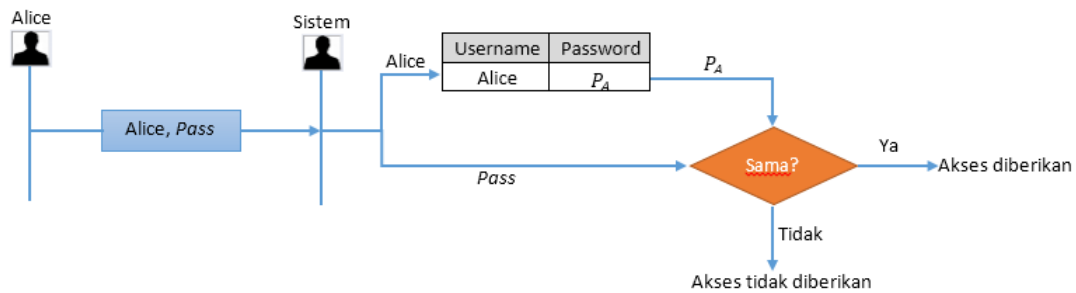 Alice
Sistem
Alice, Pass
Alice
Username Password
Alice P_A
P_A
Pass
Sama?
Ya
Akses diberikan
Tidak
Akses tidak diberikan